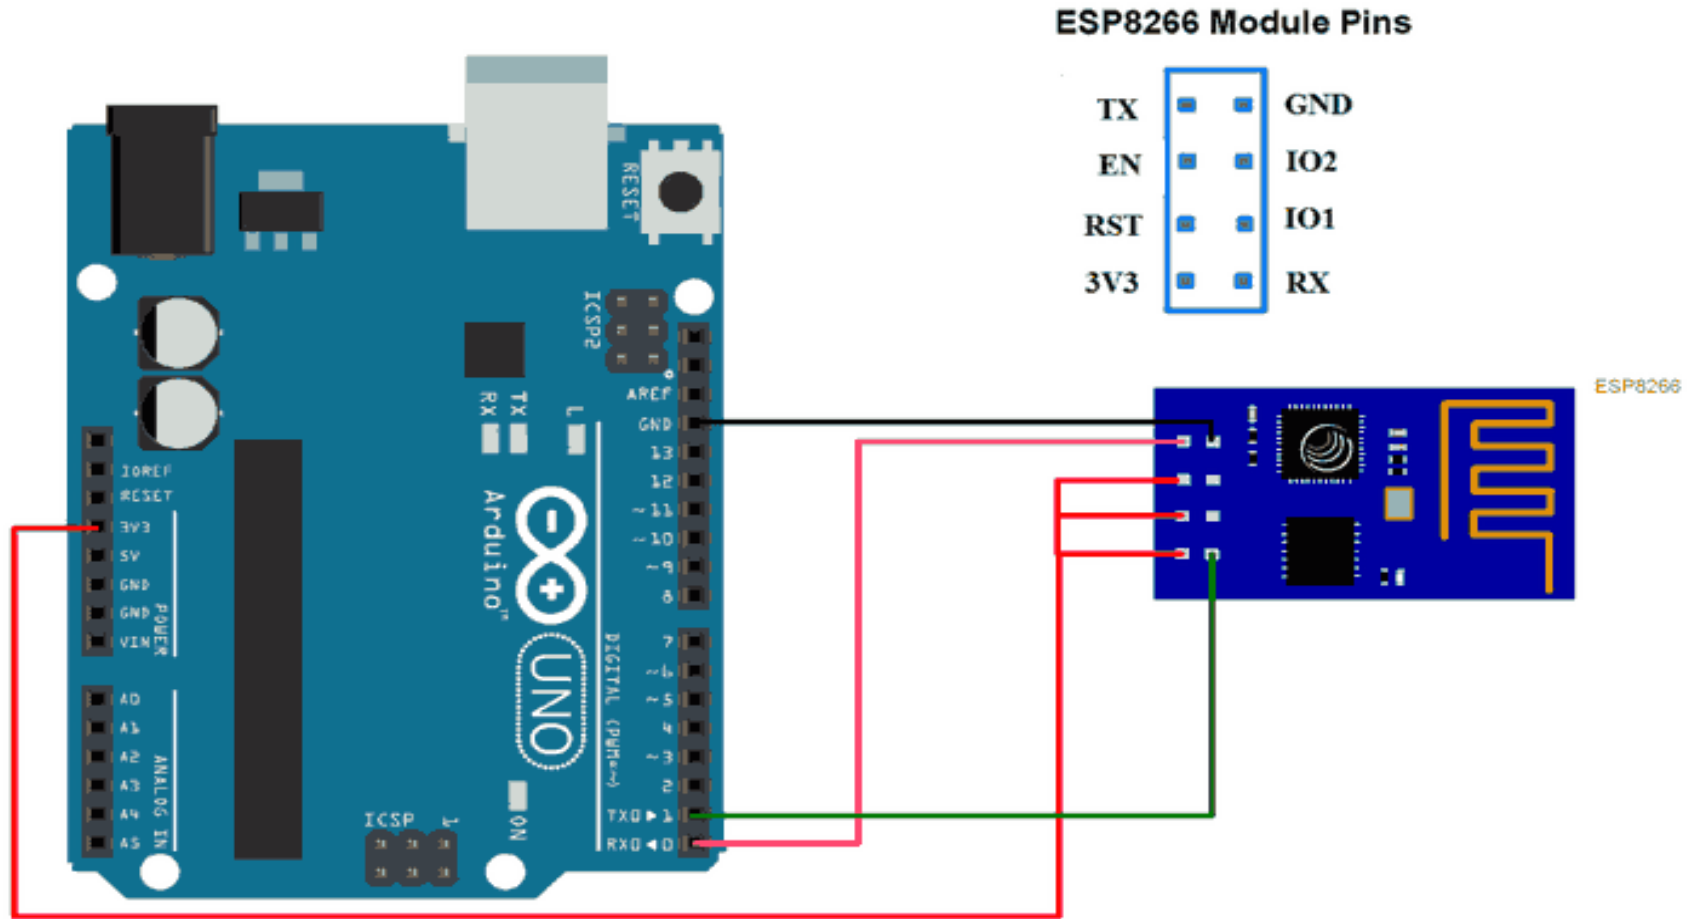 ESP8266 Module Pins
TX GND
EN IO2
RST IO1
3V3 RX
ESP8266
RESET
ICSP2
AREF
GND
13
12
~11
~10
~9
8
7
~6
~5
4
~3
2
TX0►1
RX0◄0
RX
TX
L
IOREF
RESET
3V3
5V
GND
GND
VIN
POWER
A0
A1
A2
A3
A4
A5
ANALOG IN
Arduino™
UNO
DIGITAL (PWM=~)
ICSP
1
ON